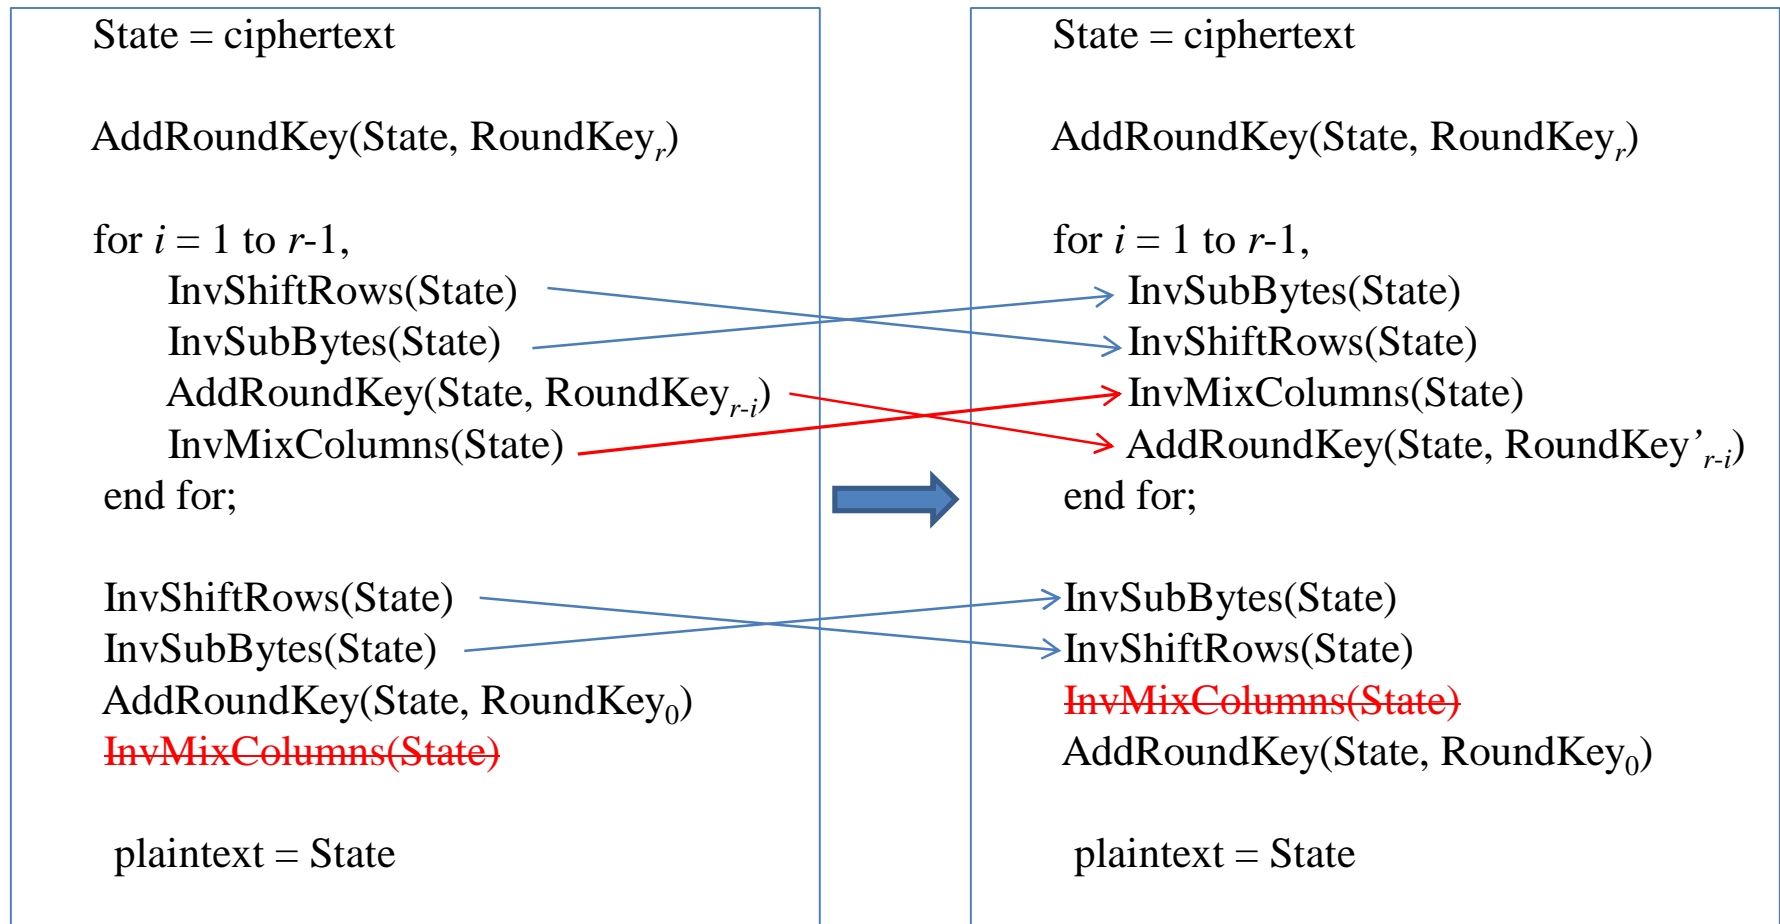 State = ciphertext
AddRoundKey(State, RoundKeyᵣ)
for i = 1 to r-1,
InvShiftRows(State)
InvSubBytes(State)
AddRoundKey(State, RoundKeyr-i)
InvMixColumns(State)
end for;
InvShiftRows(State)
InvSubBytes(State)
AddRoundKey(State, RoundKey₀)
InvMixColumns(State)
plaintext = State
State = ciphertext
AddRoundKey(State, RoundKeyᵣ)
for i = 1 to r-1,
InvSubBytes(State)
InvShiftRows(State)
InvMixColumns(State)
AddRoundKey(State, RoundKey’r-i)
end for;
InvSubBytes(State)
InvShiftRows(State)
InvMixColumns(State)
AddRoundKey(State, RoundKey₀)
plaintext = State